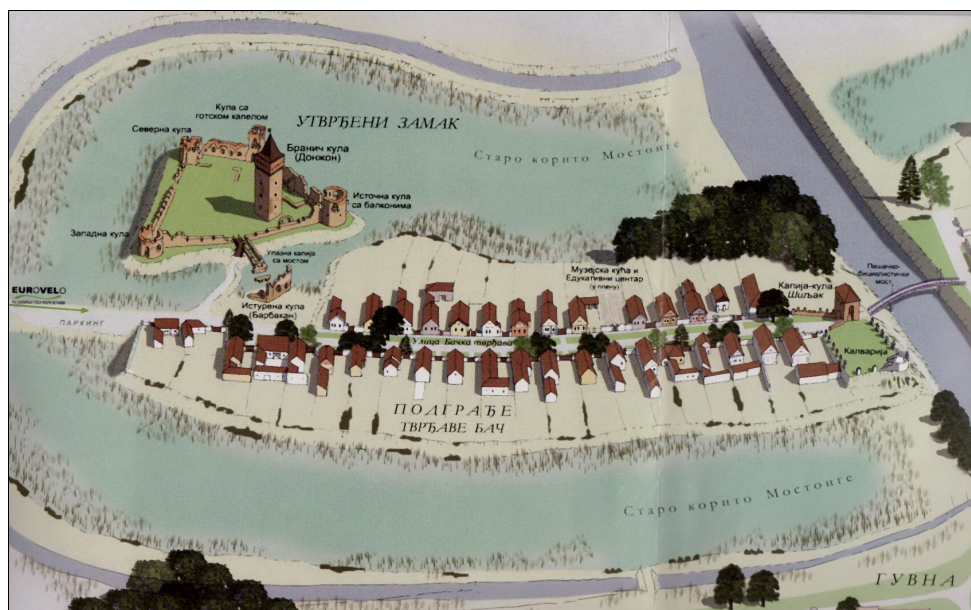 УТВРЂЕНИ ЗАМАК
Кула са
готском капелом
Северна кула
Бранич кула
(Донжон)
Источна кула
са балконима
Западна кула
Улазна капија
са мостом
Истурена кула
(Барбакан)
Старо корито Мостонге
EUROVELO
ПАРКИНГ
Музејска кућа и
Едукативни центар
(у плану)
Капија-кула
Шиљак
Пешачко-
бициклистички
мост
Улица Бачка тврђава
Калварија
ПОДГРАЂЕ
ТВРЂАВЕ БАЧ
Старо корито Мостонге
ГУВНА